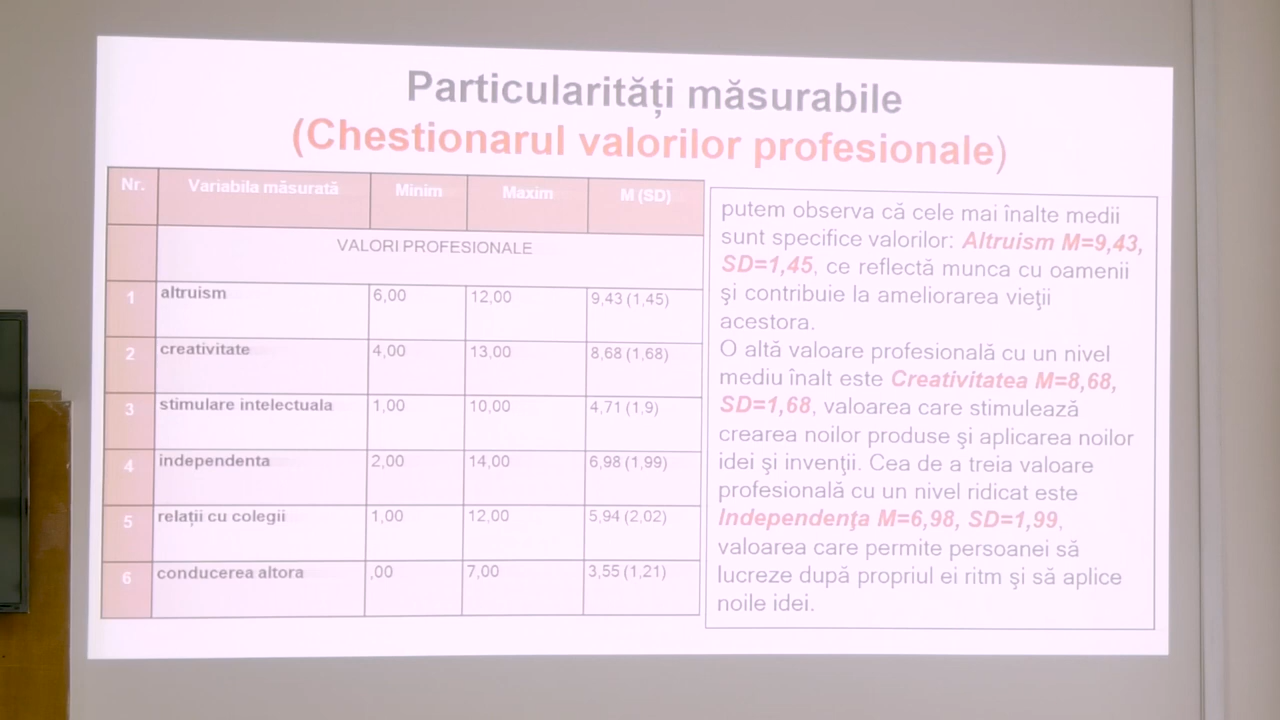 Particularități măsurabile
(Chestionarul valorilor profesionale)
Nr. Variabila măsurată Minim Maxim M (SD)
VALORI PROFESIONALE
1 altruism 6,00 12,00 9,43 (1,45)
2 creativitate 4,00 13,00 8,68 (1,68)
3 stimulare intelectuala 1,00 10,00 4,71 (1,9)
4 independenta 2,00 14,00 6,98 (1,99)
5 relații cu colegii 1,00 12,00 5,94 (2,02)
6 conducerea altora ,00 7,00 3,55 (1,21)
putem observa că cele mai înalte medii
sunt specifice valorilor: Altruism M=9,43,
SD=1,45, ce reflectă munca cu oamenii
şi contribuie la ameliorarea vieţii
acestora.
O altă valoare profesională cu un nivel
mediu înalt este Creativitatea M=8,68,
SD=1,68, valoarea care stimulează
crearea noilor produse şi aplicarea noilor
idei şi invenţii. Cea de a treia valoare
profesională cu un nivel ridicat este
Independenţa M=6,98, SD=1,99,
valoarea care permite persoanei să
lucreze după propriul ei ritm şi să aplice
noile idei.